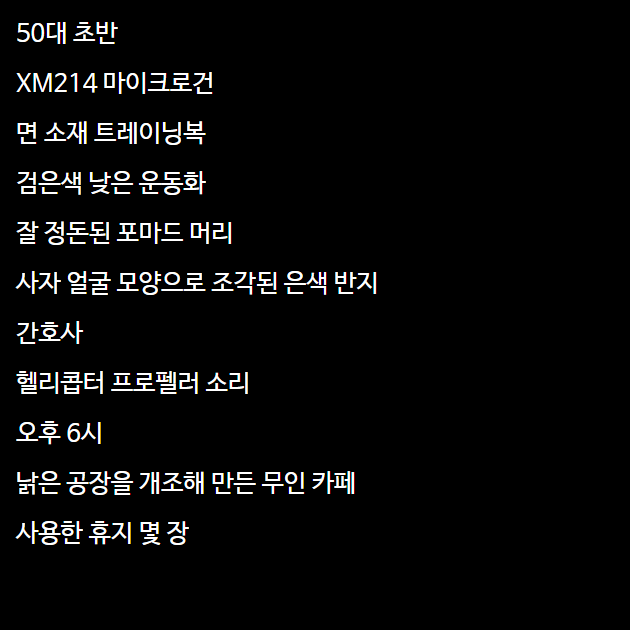 50대 초반
XM214 마이크로건
면 소재 트레이닝복
검은색 낮은 운동화
잘 정돈된 포마드 머리
사자 얼굴 모양으로 조각된 은색 반지
간호사
헬리콥터 프로펠러 소리
오후 6시
낡은 공장을 개조해 만든 무인 카페
사용한 휴지 몇 장